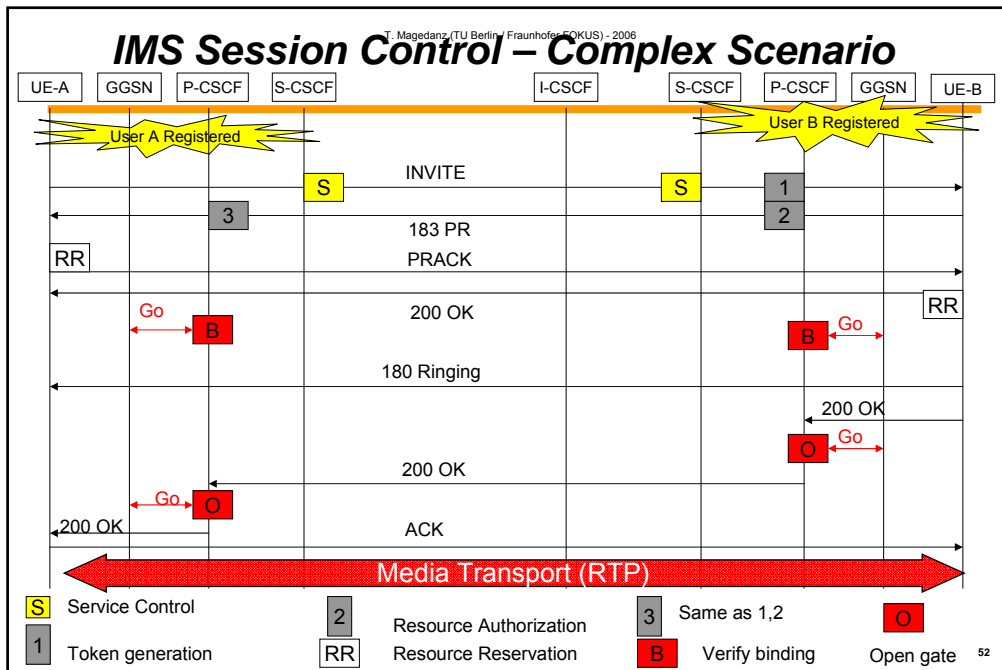 T. Magedanz (TU Berlin / Fraunhofer FOKUS) - 2006
IMS Session Control – Complex Scenario
UE-A GGSN P-CSCF S-CSCF I-CSCF S-CSCF P-CSCF GGSN UE-B
User A Registered User B Registered
INVITE
S S 1
3 2
183 PR
RR PRACK
200 OK RR
Go B B Go
180 Ringing
200 OK
O Go
200 OK
Go O
200 OK ACK
Media Transport (RTP)
S Service Control 2 Resource Authorization 3 Same as 1,2 O
1 Token generation RR Resource Reservation B Verify binding Open gate 52